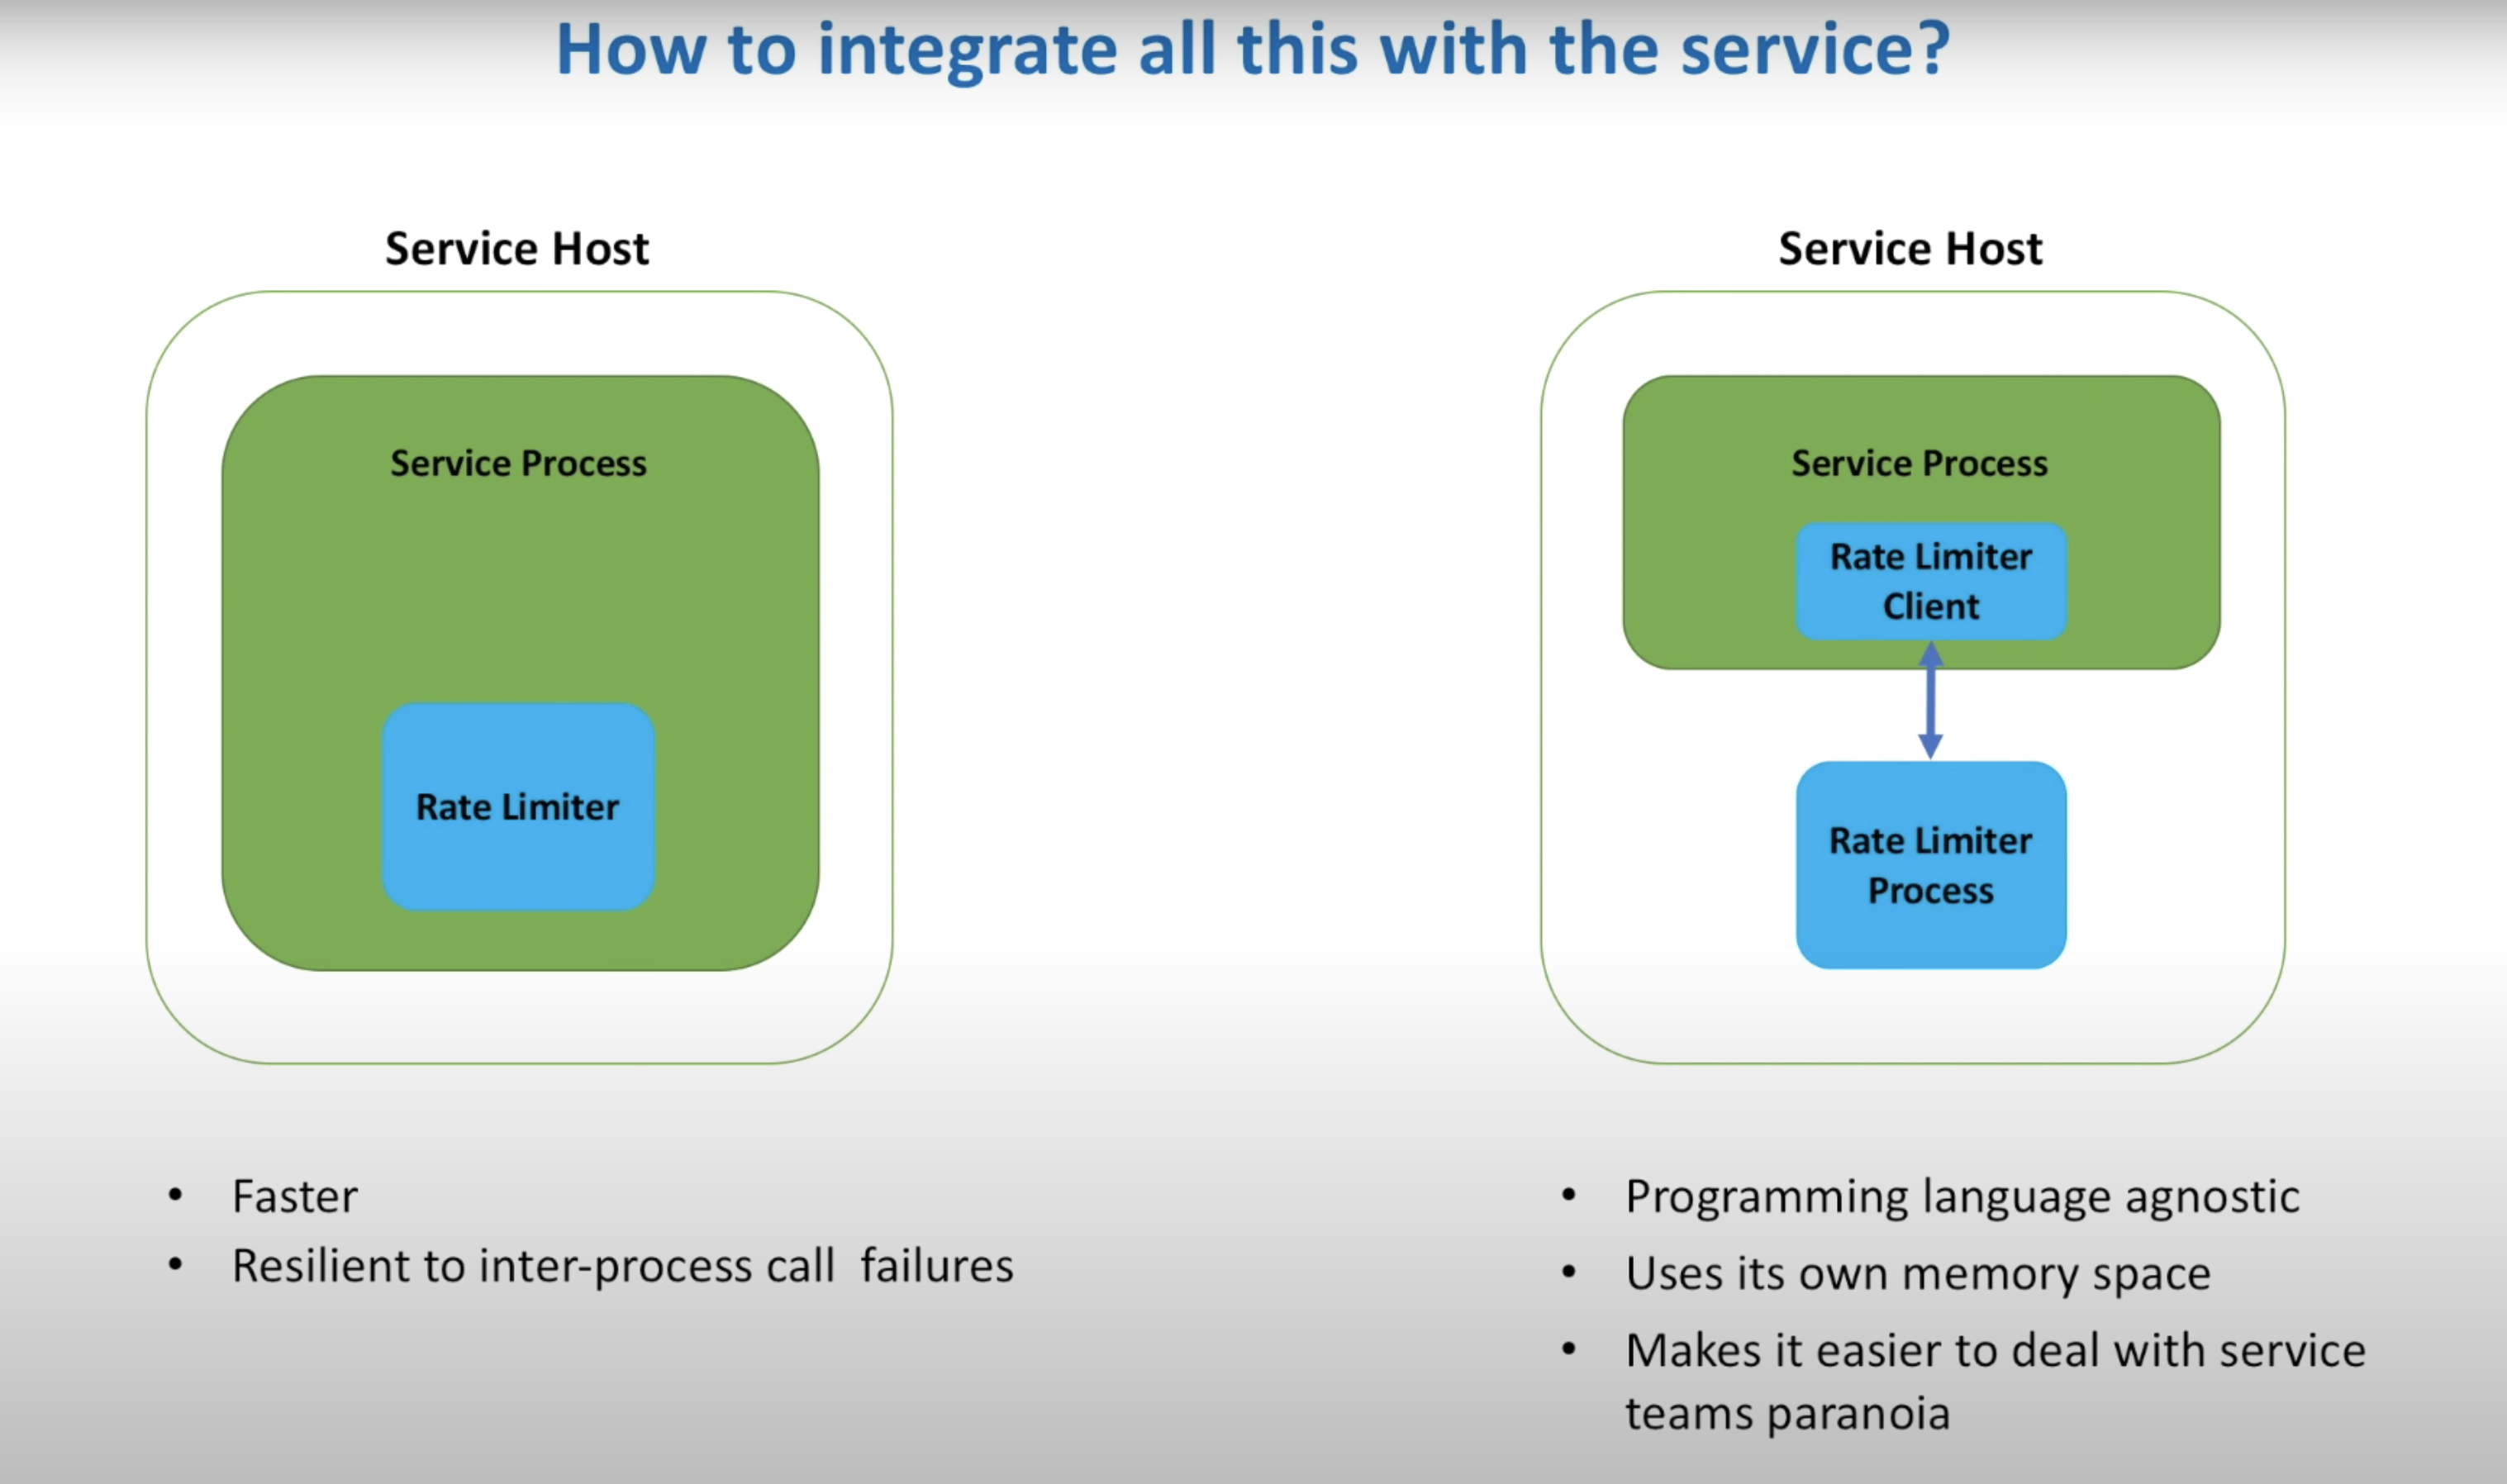 How to integrate all this with the service?
Service Host
Service Process
Rate Limiter
• Faster
• Resilient to inter-process call  failures
Service Host
Service Process
Rate Limiter
Client
Rate Limiter
Process
• Programming language agnostic
• Uses its own memory space
• Makes it easier to deal with service
teams paranoia